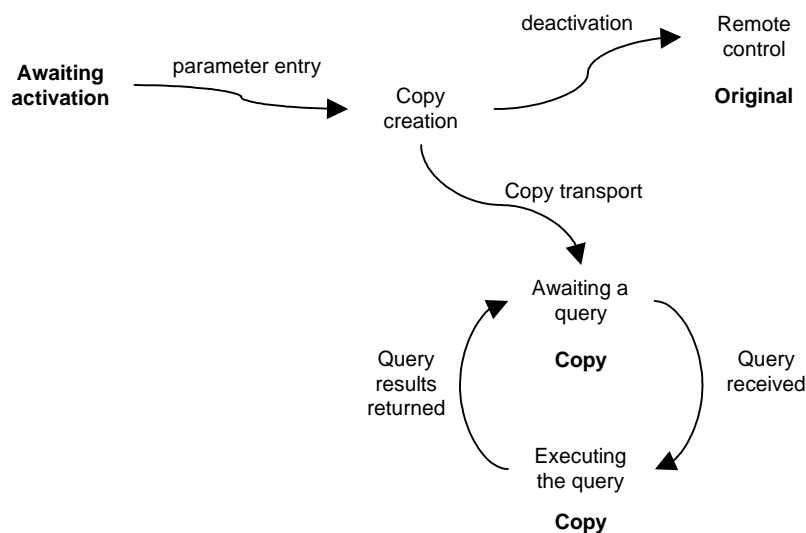 deactivation
Remote
control
Original
Awaiting
activation
parameter entry
Copy
creation
Copy transport
Awaiting a
query
Copy
Query
results
returned
Query
received
Executing
the query
Copy